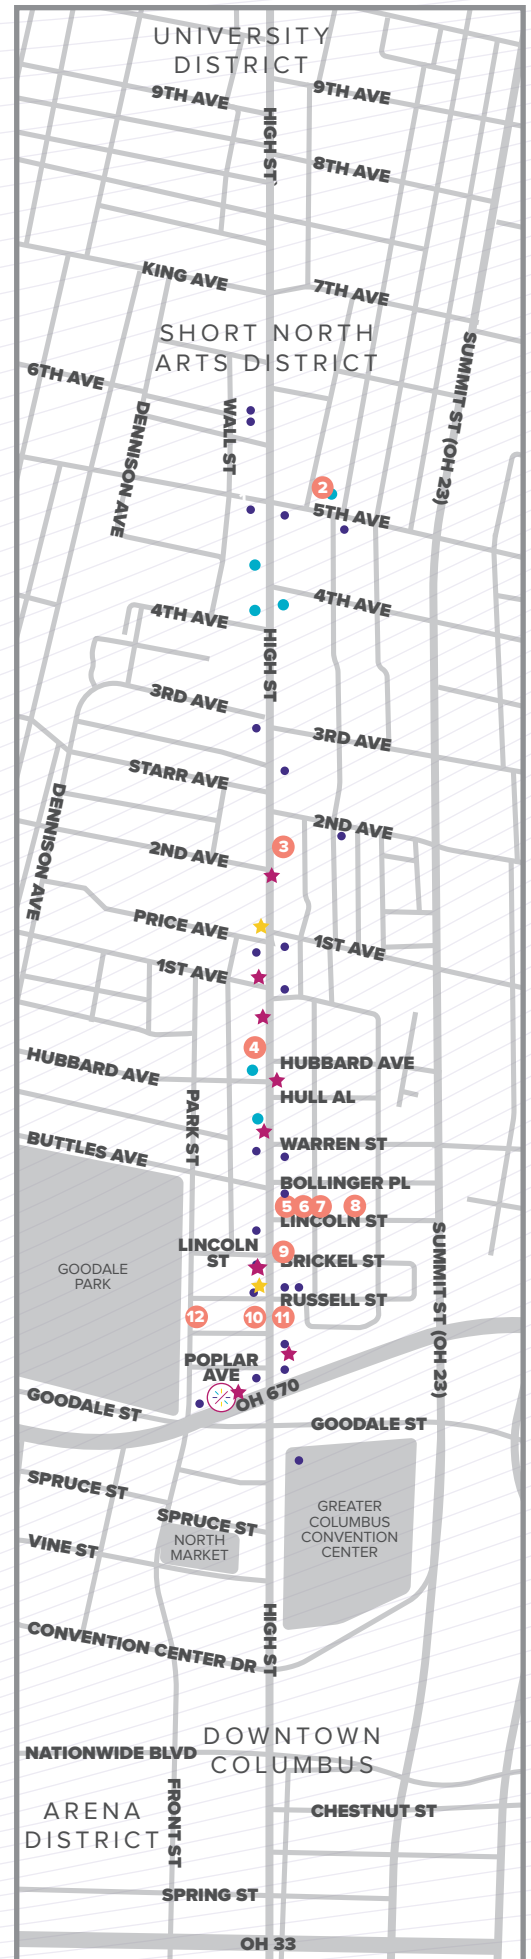 UNIVERSITY
DISTRICT
9TH AVE
9TH AVE
HIGH ST
8TH AVE
KING AVE
7TH AVE
SHORT NORTH
ARTS DISTRICT
SUMMIT ST (OH 23)
6TH AVE
WALL ST
DENNISON AVE
2
5TH AVE
4TH AVE
4TH AVE
HIGH ST
3RD AVE
3RD AVE
STARR AVE
DENNISON AVE
2ND AVE
2ND AVE
3
PRICE AVE
1ST AVE
1ST AVE
4
HUBBARD AVE
HUBBARD AVE
HULL AL
PARK ST
BUTTLES AVE
WARREN ST
BOLLINGER PL
5
6
7
8
LINCOLN ST
LINCOLN
ST
9
BRICKEL ST
SUMMIT ST (OH 23)
GOODALE
PARK
RUSSELL ST
12
10
11
POPLAR
AVE
OH 670
GOODALE ST
GOODALE ST
SPRUCE ST
SPRUCE ST
GREATER
COLUMBUS
CONVENTION
CENTER
NORTH
MARKET
VINE ST
HIGH ST
CONVENTION CENTER DR
DOWNTOWN
COLUMBUS
NATIONWIDE BLVD
FRONT ST
ARENA
DISTRICT
CHESTNUT ST
SPRING ST
OH 33